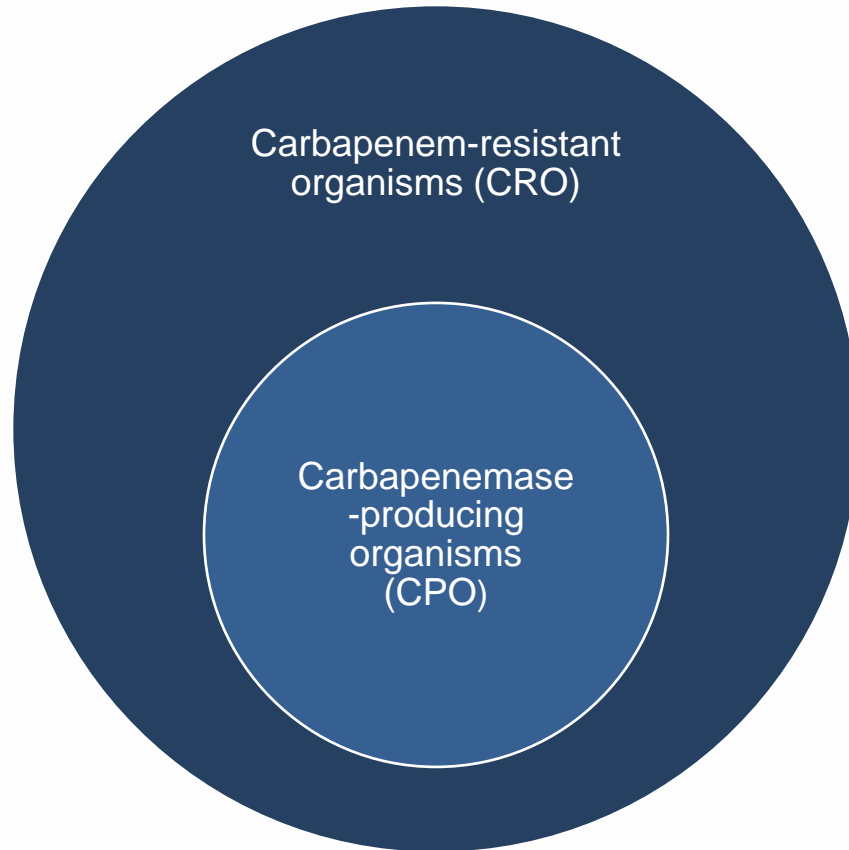 Carbapenem-resistant
organisms (CRO)
Carbapenemase
-producing
organisms
(CPO)